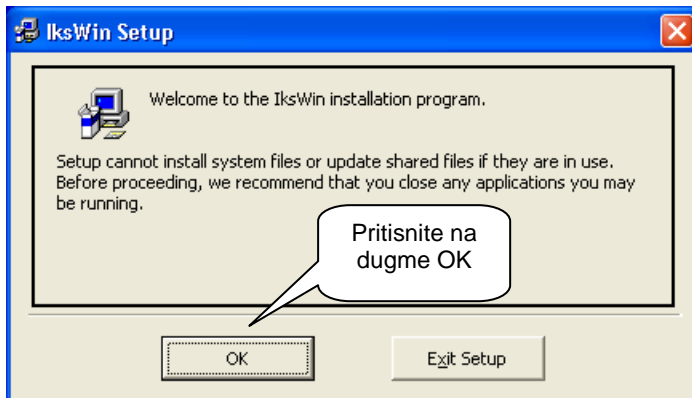 IksWin Setup
Welcome to the IksWin installation program.
Setup cannot install system files or update shared files if they are in use.
Before proceeding, we recommend that you close any applications you may
be running.
Pritisnite na
dugme OK
OK
Exit Setup